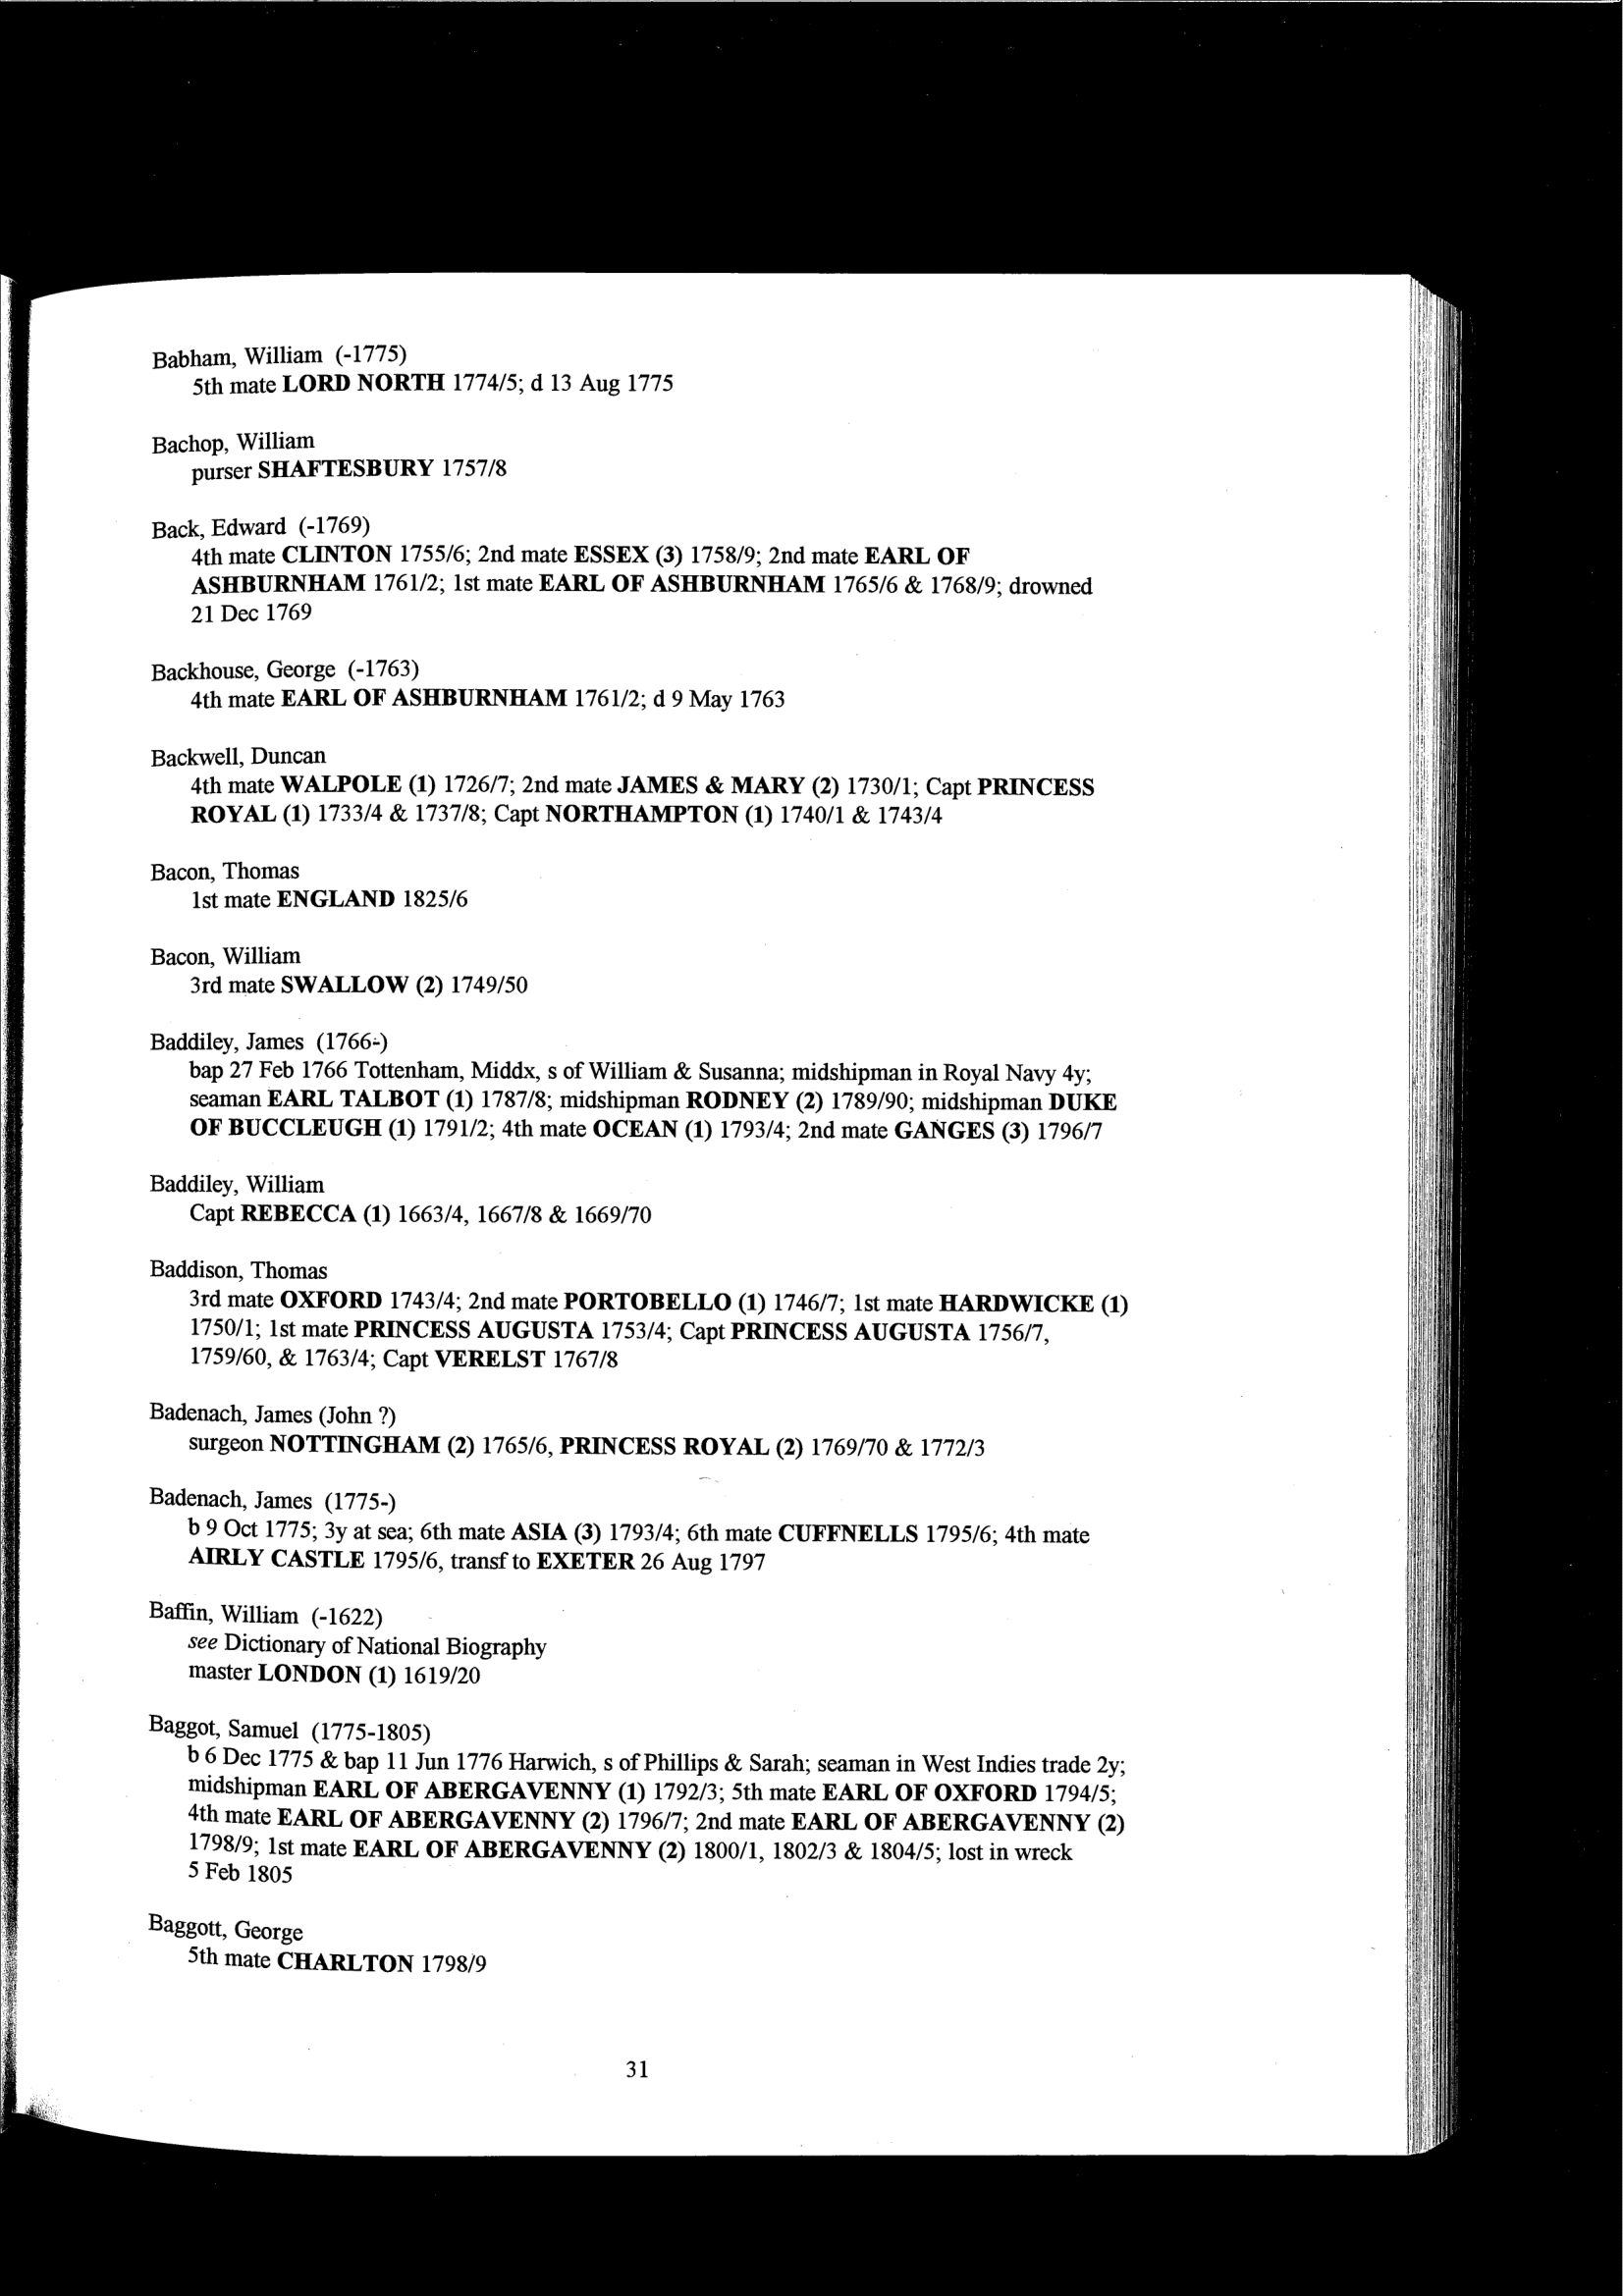 Babham, William (-1775)
5th mate LORD NORTH 1774/5; d 13 Aug 1775
Bachop, William
purser SHAFTESBURY 1757/8
Back, Edward (-1769)
4th mate CLINTON 1755/6; 2nd mate ESSEX (3) 1758/9; 2nd mate EARL OF
ASHBURNHAM 1761/2; 1st mate EARL OF ASHBURNHAM 1765/6 & 1768/9; drowned
21 Dec 1769
Backhouse, George (-1763)
4th mate EARL OF ASHBURNHAM 1761/2; d 9 May 1763
Backwell, Duncan
4th mate WALPOLE (1) 1726/7; 2nd mate JAMES & MARY (2) 1730/1; Capt PRINCESS
ROYAL (1) 1733/4 & 1737/8; Capt NORTHAMPTON (1) 1740/1 & 1743/4
Bacon, Thomas
1st mate ENGLAND 1825/6
Bacon, William
3rd mate SWALLOW (2) 1749/50
Baddiley, James (1766-)
bap 27 Feb 1766 Tottenham, Middx, s of William & Susanna; midshipman in Royal Navy 4y;
seaman EARL TALBOT (1) 1787/8; midshipman RODNEY (2) 1789/90; midshipman DUKE
OF BUCCLEUGH (1) 1791/2; 4th mate OCEAN (1) 1793/4; 2nd mate GANGES (3) 1796/7
Baddiley, William
Capt REBECCA (1) 1663/4, 1667/8 & 1669/70
Baddison, Thomas
3rd mate OXFORD 1743/4; 2nd mate PORTOBELLO (1) 1746/7; 1st mate HARDWICKE (1)
1750/1; 1st mate PRINCESS AUGUSTA 1753/4; Capt PRINCESS AUGUSTA 1756/7,
1759/60, & 1763/4; Capt VERELST 1767/8
Badenach, James (John ?)
surgeon NOTTINGHAM (2) 1765/6, PRINCESS ROYAL (2) 1769/70 & 1772/3
Badenach, James (1775-)
b 9 Oct 1775; 3y at sea; 6th mate ASIA (3) 1793/4; 6th mate CUFFNELLS 1795/6; 4th mate
AIRLY CASTLE 1795/6, transf to EXETER 26 Aug 1797
Baffin, William (-1622)
see Dictionary of National Biography
master LONDON (1) 1619/20
Baggot, Samuel (1775-1805)
b 6 Dec 1775 & bap 11 Jun 1776 Harwich, s of Phillips & Sarah; seaman in West Indies trade 2y;
midshipman EARL OF ABERGAVENNY (1) 1792/3; 5th mate EARL OF OXFORD 1794/5;
4th mate EARL OF ABERGAVENNY (2) 1796/7; 2nd mate EARL OF ABERGAVENNY (2)
1798/9; 1st mate EARL OF ABERGAVENNY (2) 1800/1, 1802/3 & 1804/5; lost in wreck
5 Feb 1805
Baggott, George
5th mate CHARLTON 1798/9
31